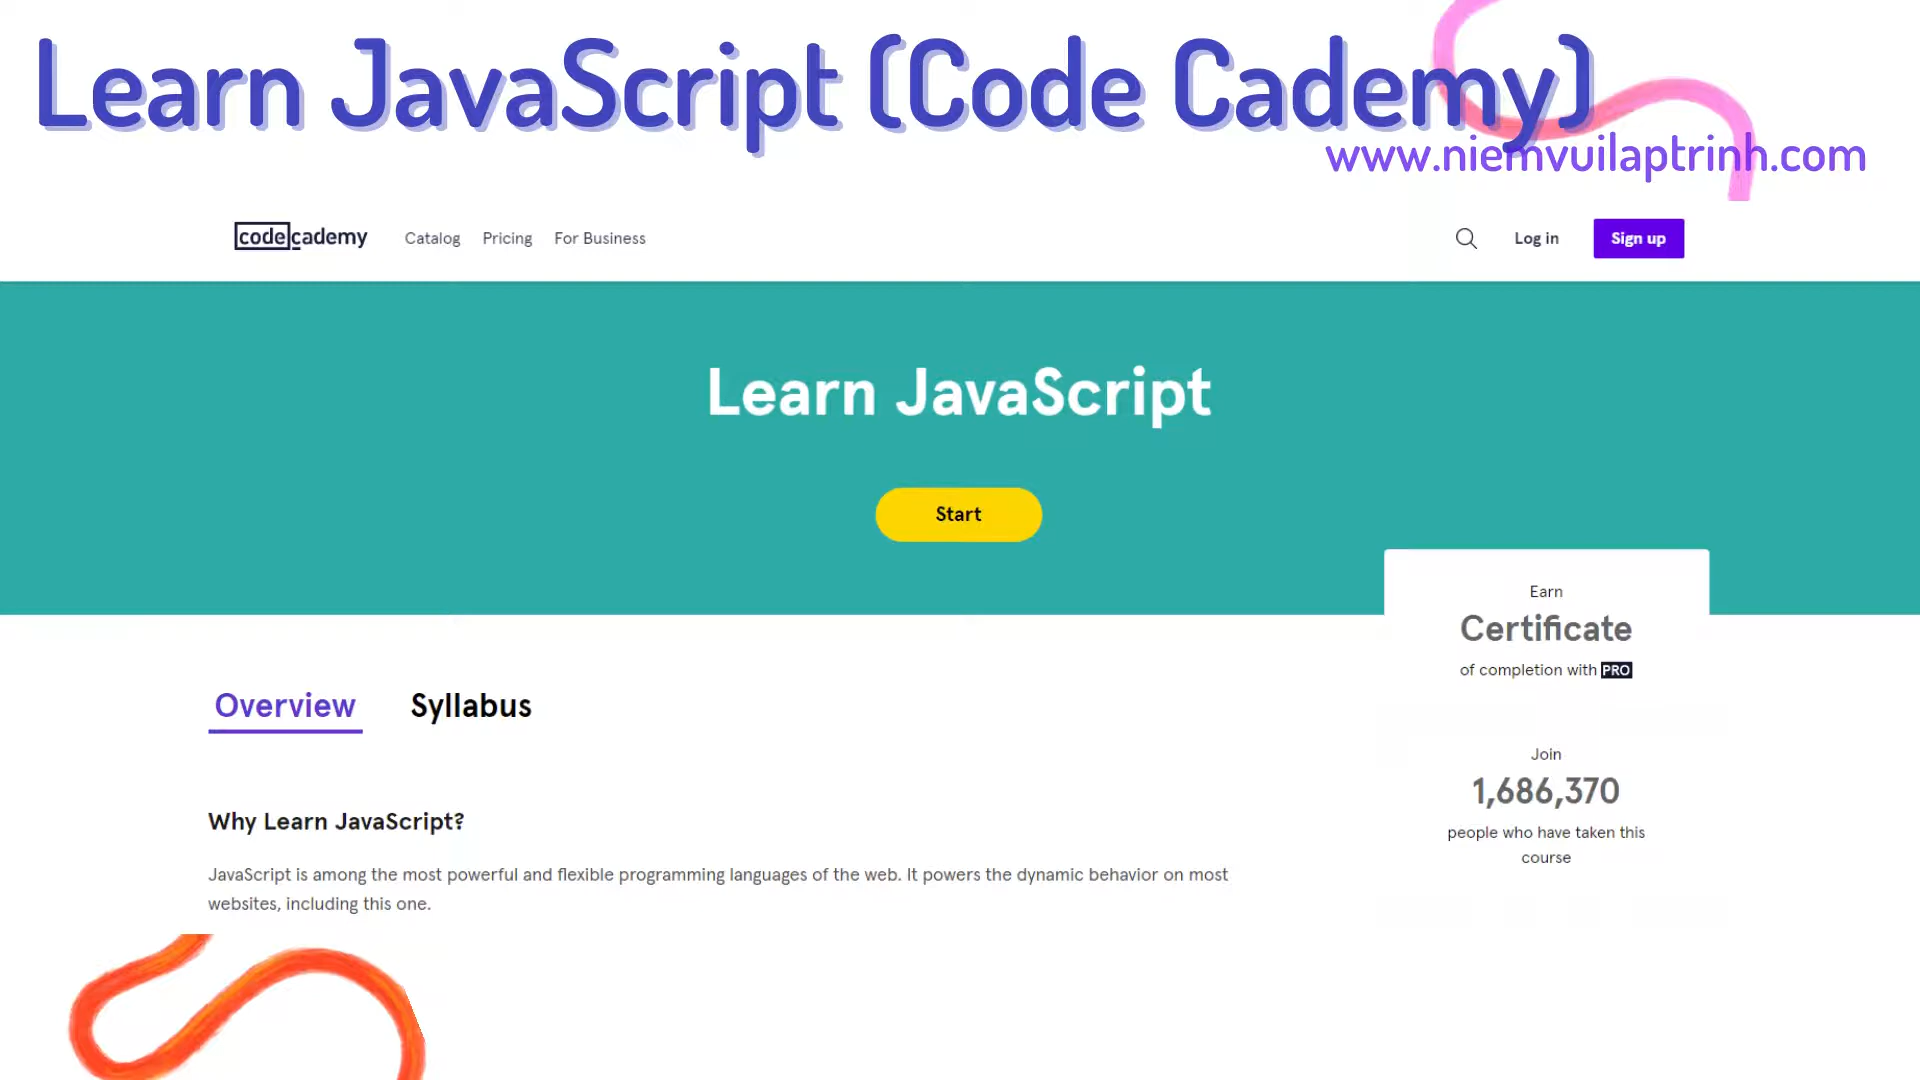 Learn JavaScript (Code Cademy)
www.niemvuilaptrinh.com
codecademy Catalog Pricing For Business Log in Sign up
Learn JavaScript
Start
Earn
Certificate
of completion with PRO
Overview Syllabus
Join
1,686,370
people who have taken this
course
Why Learn JavaScript?
JavaScript is among the most powerful and flexible programming languages of the web. It powers the dynamic behavior on most
websites, including this one.